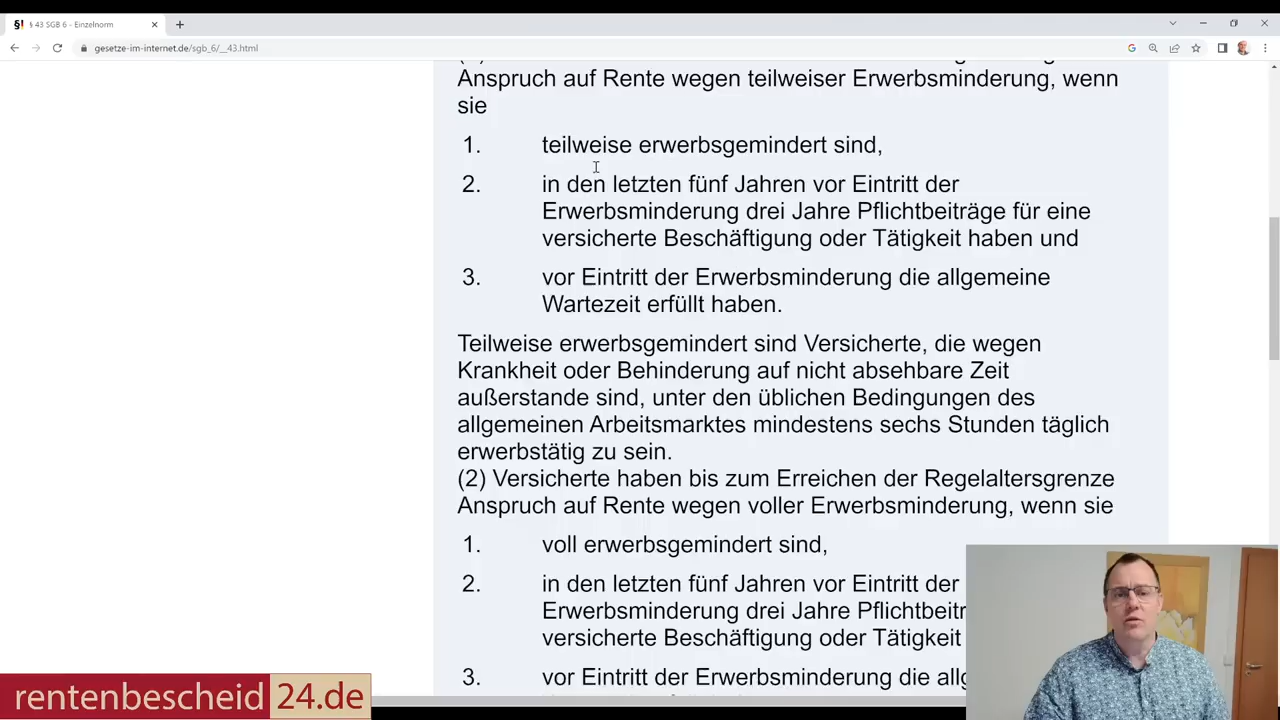 § 43 SGB 6 - Einzelnorm
gesetze-im-internet.de/sgb_6/__43.html
Anspruch auf Rente wegen teilweiser Erwerbsminderung, wenn
sie
1. teilweise erwerbsgemindert sind,
2. in den letzten fünf Jahren vor Eintritt der
Erwerbsminderung drei Jahre Pflichtbeiträge für eine
versicherte Beschäftigung oder Tätigkeit haben und
3. vor Eintritt der Erwerbsminderung die allgemeine
Wartezeit erfüllt haben.
Teilweise erwerbsgemindert sind Versicherte, die wegen
Krankheit oder Behinderung auf nicht absehbare Zeit
außerstande sind, unter den üblichen Bedingungen des
allgemeinen Arbeitsmarktes mindestens sechs Stunden täglich
erwerbstätig zu sein.
(2) Versicherte haben bis zum Erreichen der Regelaltersgrenze
Anspruch auf Rente wegen voller Erwerbsminderung, wenn sie
1. voll erwerbsgemindert sind,
2. in den letzten fünf Jahren vor Eintritt der
Erwerbsminderung drei Jahre
versicherte Beschäftigung oder Tätigkeit
3. vor Eintritt der Erwerbsminderung die
rentenbescheid24.de